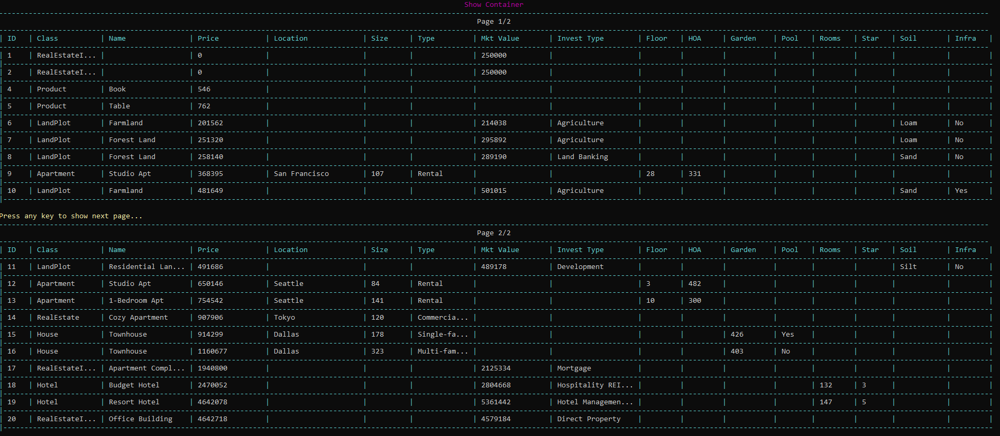 Show Container
Page 1/2
| ID | Class | Name | Price | Location | Size | Type | Mkt Value | Invest Type | Floor | HOA | Garden | Pool | Rooms | Star | Soil | Infra |
| 1 | RealEstateI... | | 0 | | | | 250000 | | | | | | | | | |
| 2 | RealEstateI... | | 0 | | | | 250000 | | | | | | | | | |
| 4 | Product | Book | 546 | | | | | | | | | | | | | |
| 5 | Product | Table | 762 | | | | | | | | | | | | | |
| 6 | LandPlot | Farmland | 201562 | | | | 214038 | Agriculture | | | | | | | Loam | No |
| 7 | LandPlot | Forest Land | 251320 | | | | 295892 | Agriculture | | | | | | | Loam | No |
| 8 | LandPlot | Forest Land | 258140 | | | | 289190 | Land Banking | | | | | | | Sand | No |
| 9 | Apartment | Studio Apt | 368395 | San Francisco | 107 | Rental | | | 28 | 331 | | | | | | |
| 10 | LandPlot | Farmland | 481649 | | | | 501015 | Agriculture | | | | | | | Sand | Yes |
Press any key to show next page...
Page 2/2
| ID | Class | Name | Price | Location | Size | Type | Mkt Value | Invest Type | Floor | HOA | Garden | Pool | Rooms | Star | Soil | Infra |
| 11 | LandPlot | Residential Lan... | 491686 | | | | 489178 | Development | | | | | | | Silt | No |
| 12 | Apartment | Studio Apt | 650146 | Seattle | 84 | Rental | | | 3 | 482 | | | | | | |
| 13 | Apartment | 1-Bedroom Apt | 754542 | Seattle | 141 | Rental | | | 10 | 300 | | | | | | |
| 14 | RealEstate | Cozy Apartment | 907906 | Tokyo | 120 | Commercia... | | | | | | | | | | |
| 15 | House | Townhouse | 914299 | Dallas | 178 | Single-fa... | | | | | 426 | Yes | | | | |
| 16 | House | Townhouse | 1160677 | Dallas | 323 | Multi-fam... | | | | | 403 | No | | | | |
| 17 | RealEstateI... | Apartment Compl... | 1940800 | | | | 2125334 | Mortgage | | | | | | | | |
| 18 | Hotel | Budget Hotel | 2470052 | | | | 2804668 | Hospitality REI... | | | | | 132 | 3 | | |
| 19 | Hotel | Resort Hotel | 4642078 | | | | 5361442 | Hotel Managemen... | | | | | 147 | 5 | | |
| 20 | RealEstateI... | Office Building | 4642718 | | | | 4579184 | Direct Property | | | | | | | | |